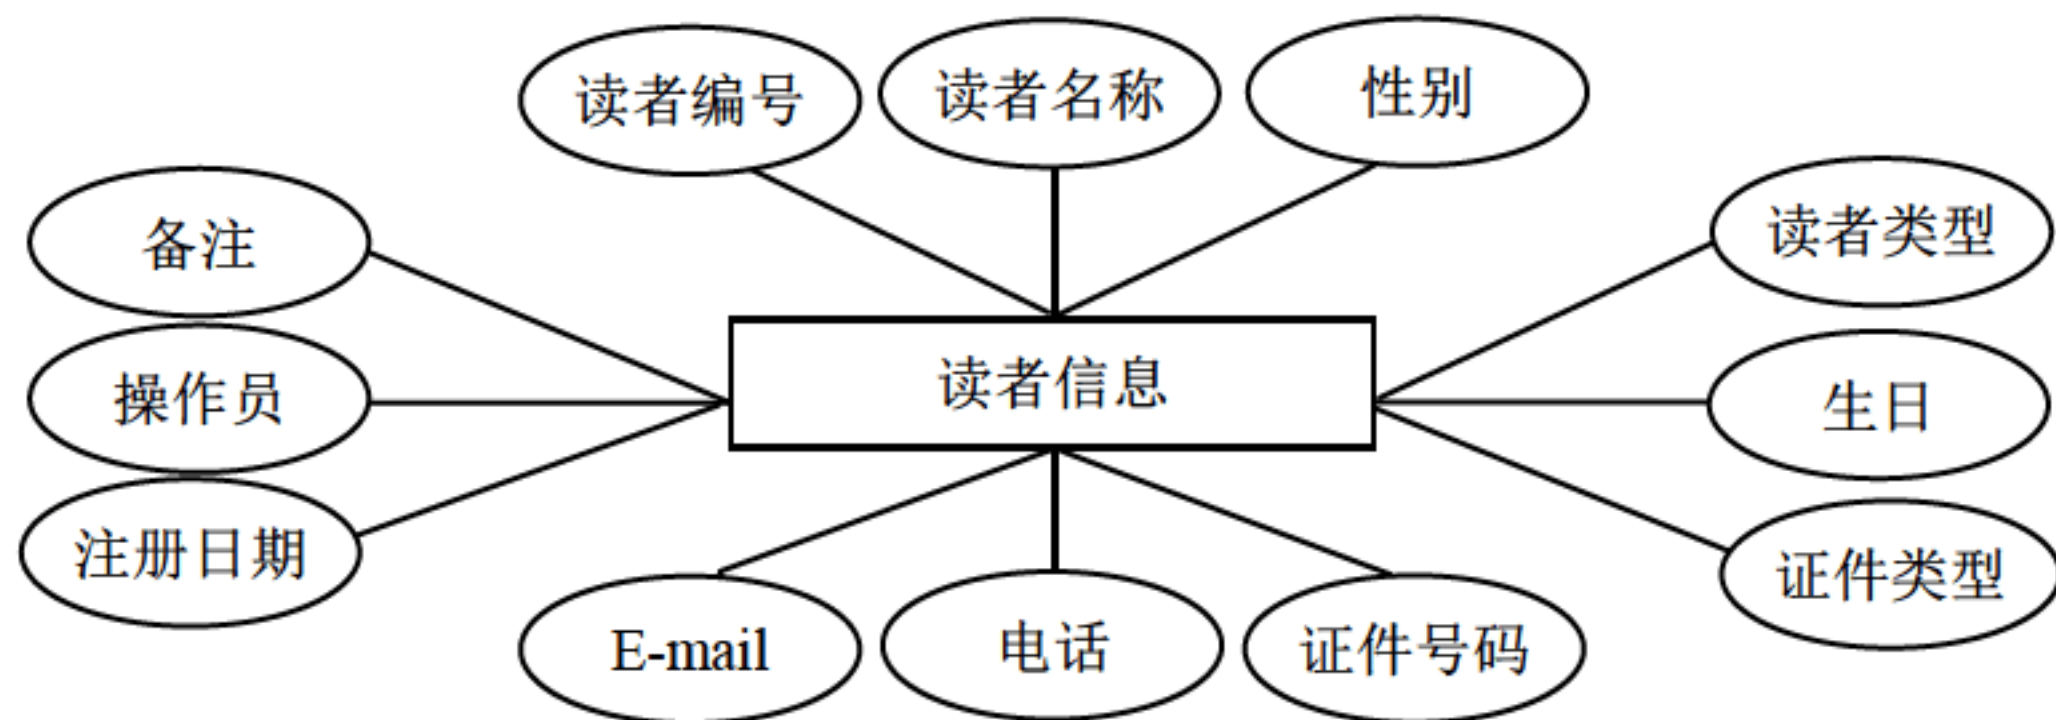 读者编号
读者名称
性别
备注
读者类型
操作员
读者信息
生日
注册日期
证件类型
E-mail
电话
证件号码